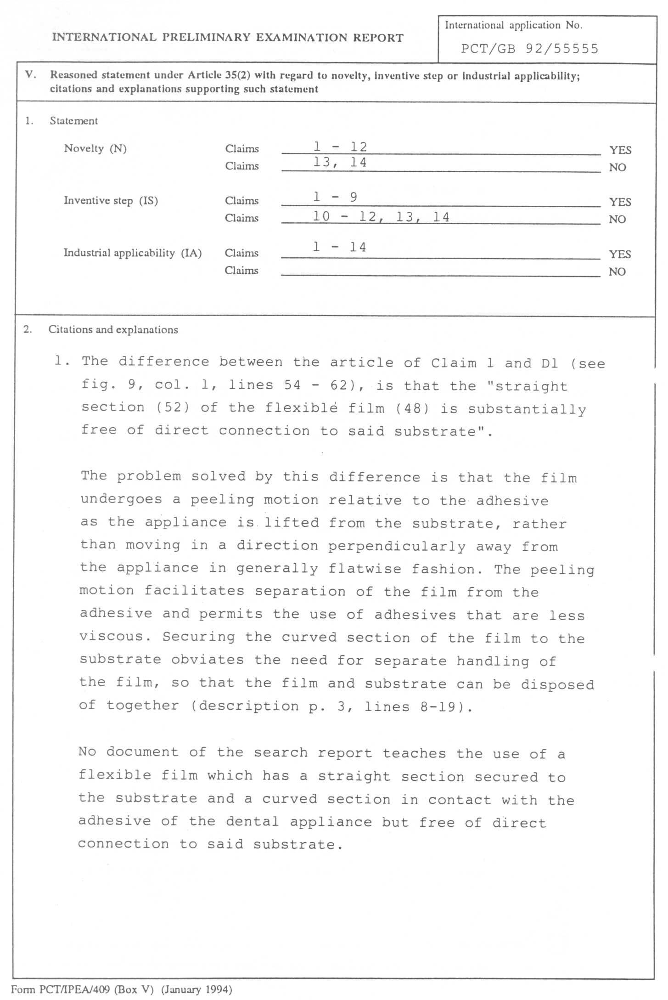 International application No.
INTERNATIONAL PRELIMINARY EXAMINATION REPORT
PCT/GB 92/55555
V. Reasoned statement under Article 35(2) with regard to novelty, inventive step or industrial applicability;
citations and explanations supporting such statement
1. Statement
Novelty (N) Claims 1 - 12 YES
Claims 13, 14 NO
Inventive step (IS) Claims 1 - 9 YES
Claims 10 - 12, 13, 14 NO
Industrial applicability (IA) Claims 1 - 14 YES
Claims NO
2. Citations and explanations
1. The difference between the article of Claim 1 and D1 (see
fig. 9, col. 1, lines 54 - 62), is that the "straight
section (52) of the flexible film (48) is substantially
free of direct connection to said substrate".
The problem solved by this difference is that the film
undergoes a peeling motion relative to the adhesive
as the appliance is lifted from the substrate, rather
than moving in a direction perpendicularly away from
the appliance in generally flatwise fashion. The peeling
motion facilitates separation of the film from the
adhesive and permits the use of adhesives that are less
viscous. Securing the curved section of the film to the
substrate obviates the need for separate handling of
the film, so that the film and substrate can be disposed
of together (description p. 3, lines 8-19).
No document of the search report teaches the use of a
flexible film which has a straight section secured to
the substrate and a curved section in contact with the
adhesive of the dental appliance but free of direct
connection to said substrate.
Form PCT/IPEA/409 (Box V) (January 1994)